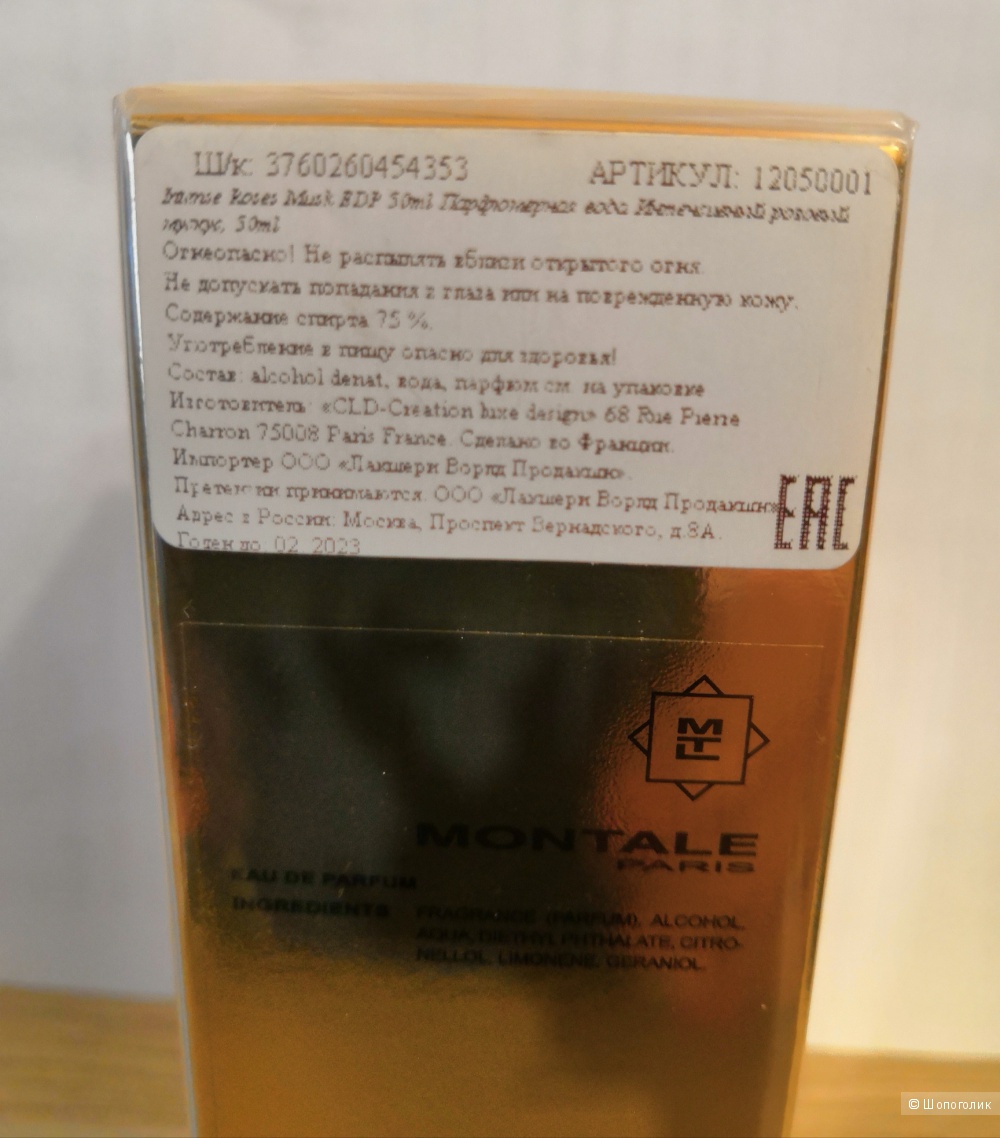 Ш/к: 3760260454353 АРТИКУЛ: 12050001
Intense Roses Musk EDP 50ml Парфюмерная вода Интенсивный розовый
мускус, 50ml
Огнеопасно! Не распылять вблизи открытого огня.
Не допускать попадания в глаза или на поврежденную кожу.
Содержание спирта 75 %.
Употребление в пищу опасно для здоровья!
Состав: alcohol denat, вода, парфюм см. на упаковке
Изготовитель: «CLD-Creation luxe design» 68 Rue Pierre
Charron 75008 Paris France. Сделано во Франции.
Импортер ООО «Лакшери Ворлд Продакшн».
Претензии принимаются: ООО «Лакшери Ворлд Продакшн»
Адрес в России: Москва, Проспект Вернадского, д.8А.
Годен до 02 2023
EAC
MTL
MONTALE
PARIS
EAU DE PARFUM
INGREDIENTS FRAGRANCE (PARFUM), ALCOHOL,
AQUA, DIETHYL PHTHALATE, CITRO-
NELLOL, LIMONENE, GERANIOL.
© Шопоголик